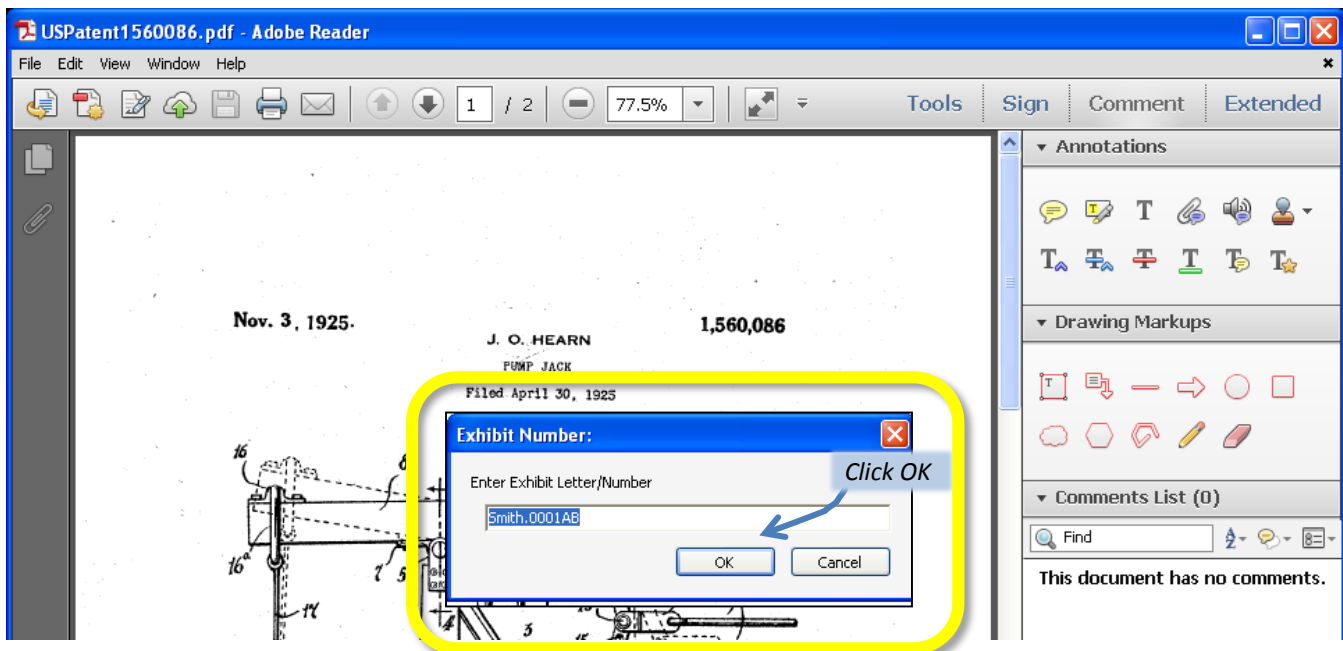 USPatent1560086.pdf - Adobe Reader
File Edit View Window Help
1 / 2 77.5% Tools Sign Comment Extended
Annotations
T
Drawing Markups
Comments List (0)
Find
This document has no comments.
Nov. 3, 1925. 1,560,086
J. O. HEARN
PUMP JACK
Filed April 30, 1925
Exhibit Number:
Enter Exhibit Letter/Number
Smith.0001AB
OK Cancel
Click OK
16
8
16a
7 5
17
4 3
15